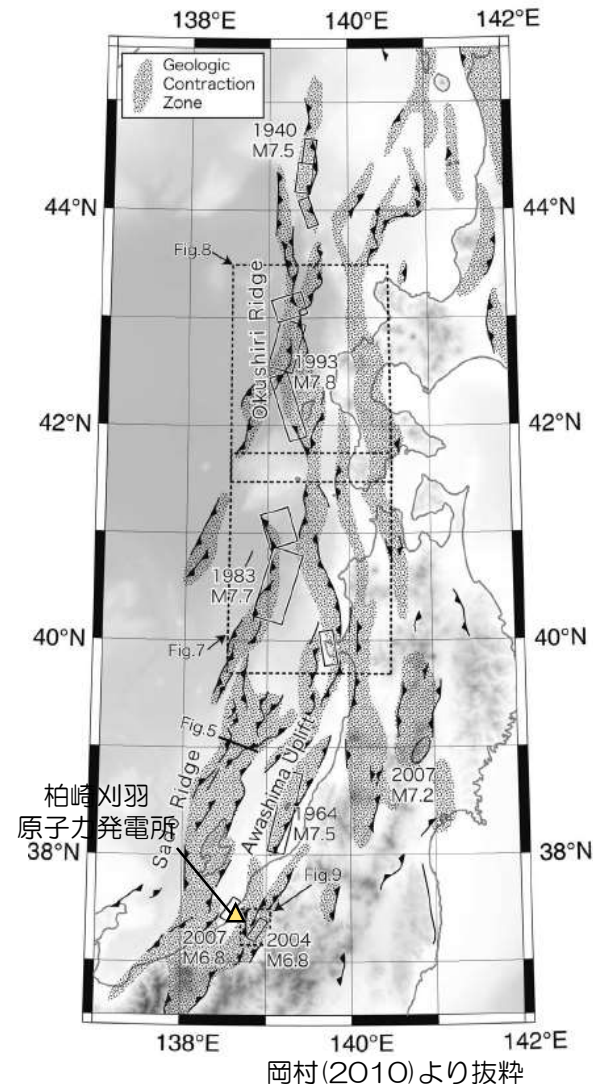 138°E
140°E
142°E
Geologic
Contraction
Zone
1940
M7.5
44°N
44°N
Fig.8
Okushiri Ridge
1993
M7.8
42°N
42°N
1983
M7.7
40°N
40°N
Fig.7
Fig.5
Awashima Uplift
Ridge
2007
M7.2
柏崎刈羽
原子力発電所
1964
M7.5
38°N
38°N
Fig.9
2007
M6.8
2004
M6.8
138°E
140°E
142°E
岡村(2010)より抜粋